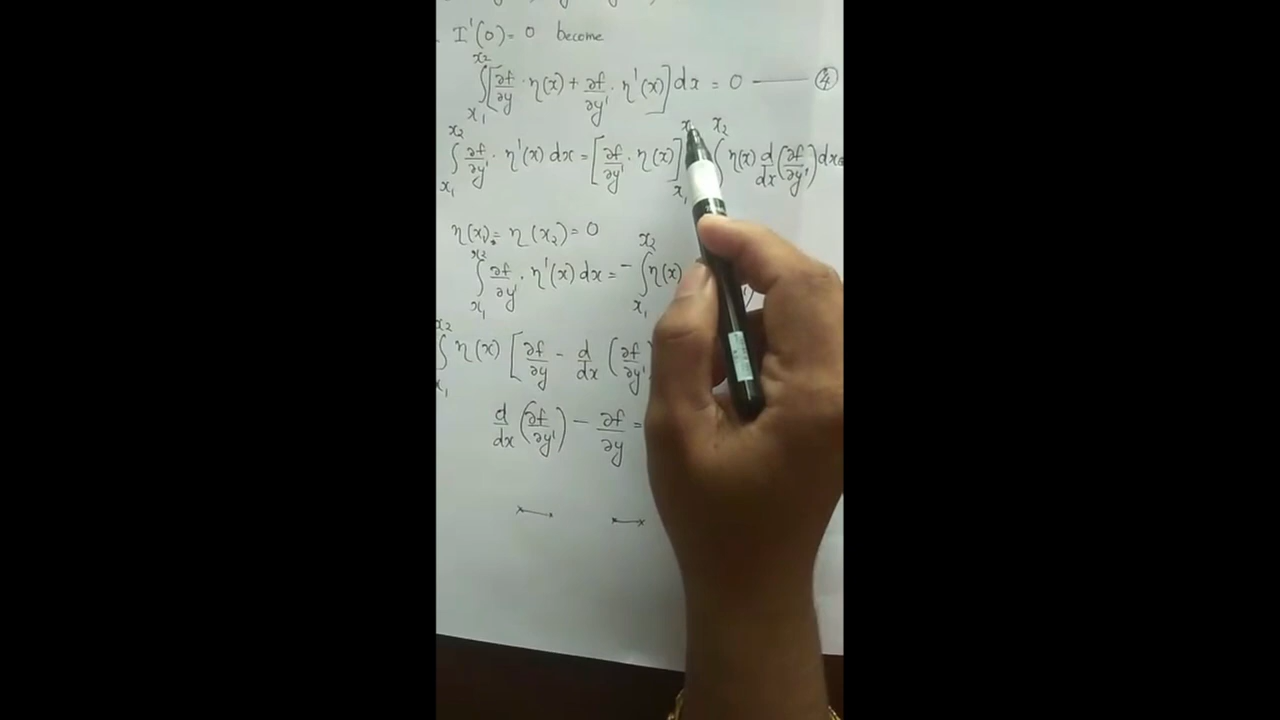 I'(0) = 0 become
∫_{x₁}^{x₂} [∂f/∂y · η(x) + ∂f/∂y' · η'(x)] dx = 0 —— ④
∫_{x₁}^{x₂} ∂f/∂y' · η'(x) dx = [∂f/∂y' · η(x)]_{x₁} ∫^{x₂} η(x) d/dx (∂f/∂y') dx
η(x₁) = η(x₂) = 0
∫_{x₁}^{x₂} ∂f/∂y' · η'(x) dx = - ∫_{x₁}^{x₂} η(x)
∫_{x₁}^{x₂} η(x) [∂f/∂y - d/dx (∂f/∂y')
d/dx (∂f/∂y') - ∂f/∂y =